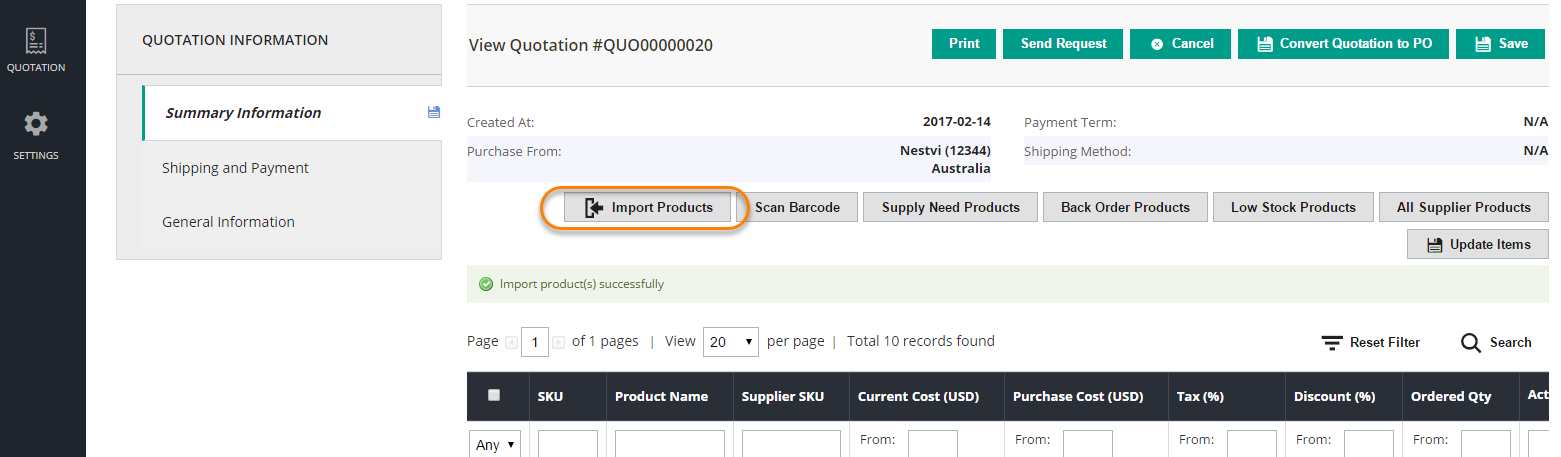 QUOTATION
SETTINGS
QUOTATION INFORMATION
Summary Information
Shipping and Payment
General Information
View Quotation #QUO00000020
Print Send Request Cancel Convert Quotation to PO Save
Created At: 2017-02-14 Payment Term: N/A
Purchase From: Nestvi (12344) Shipping Method: N/A
Australia
Import Products Scan Barcode Supply Need Products Back Order Products Low Stock Products All Supplier Products
Update Items
Import product(s) successfully
Page 1 of 1 pages | View 20 per page | Total 10 records found Reset Filter Search
SKU Product Name Supplier SKU Current Cost (USD) Purchase Cost (USD) Tax (%) Discount (%) Ordered Qty Act
Any From: From: From: From: From: